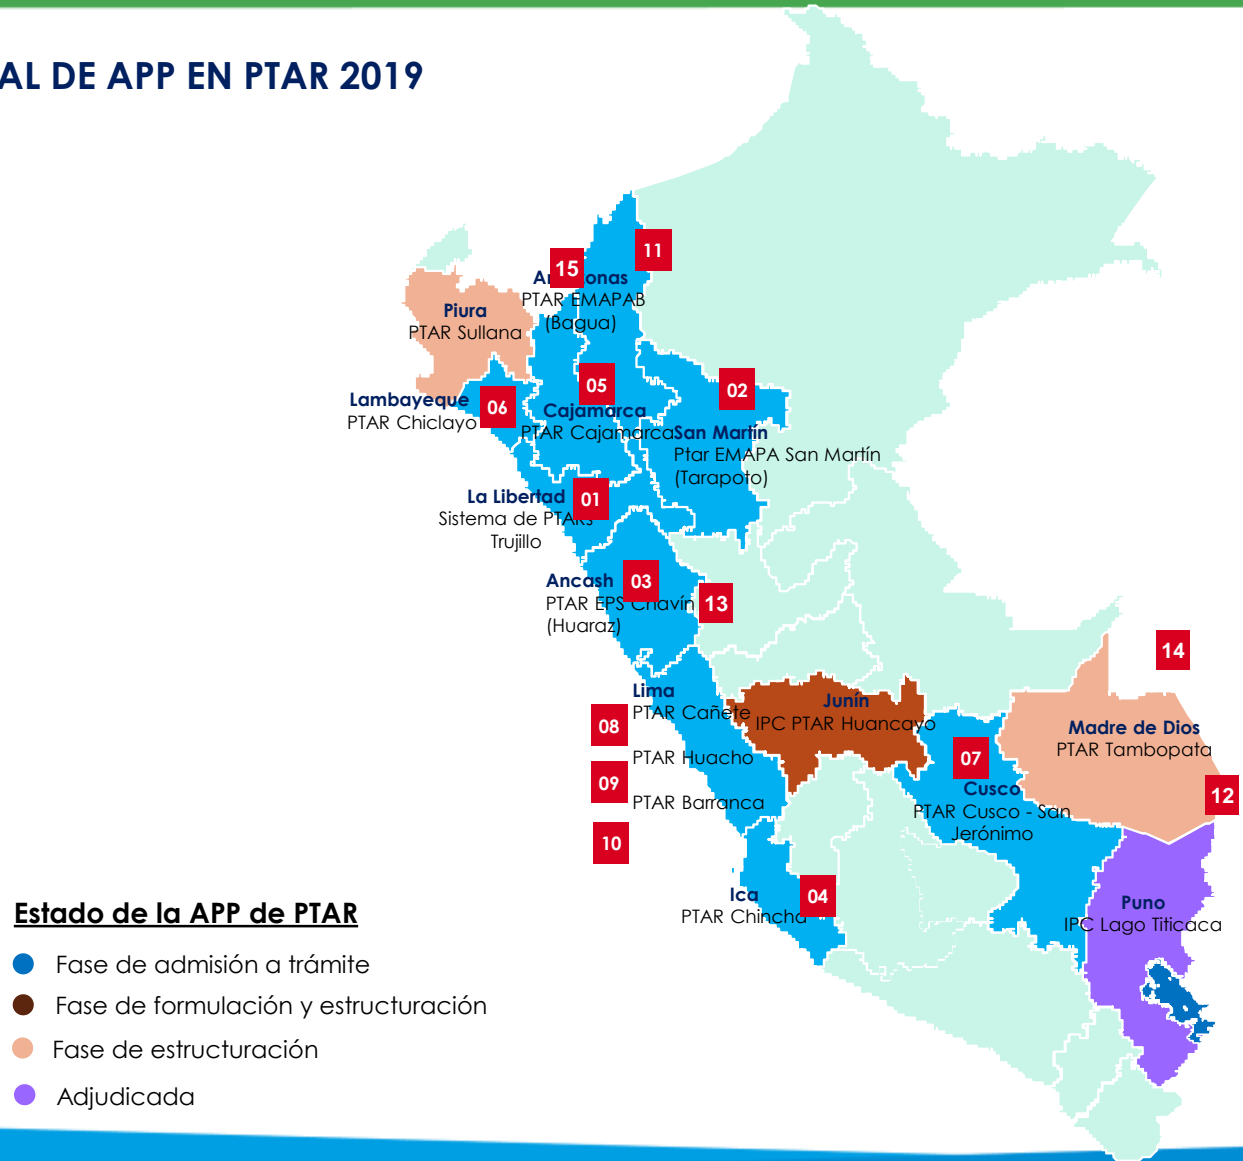 AL DE APP EN PTAR 2019
11
15
Piura
PTAR Sullana
PTAR EMAPAB
(Bagua)
05
02
06
Lambayeque
PTAR Chiclayo
Cajamarca
PTAR Cajamarca
San Martín
Ptar EMAPA San Martín
(Tarapoto)
01
La Libertad
Sistema de PTARs
Trujillo
03
13
Ancash
PTAR EPS Chavín
(Huaraz)
14
Lima
PTAR Cañete
08
PTAR Huacho
09
PTAR Barranca
10
Junín
IPC PTAR Huancayo
Madre de Dios
PTAR Tambopata
07
12
Cusco
PTAR Cusco - San
Jerónimo
04
Ica
PTAR Chincha
Puno
IPC Lago Titicaca
Estado de la APP de PTAR
Fase de admisión a trámite
Fase de formulación y estructuración
Fase de estructuración
Adjudicada